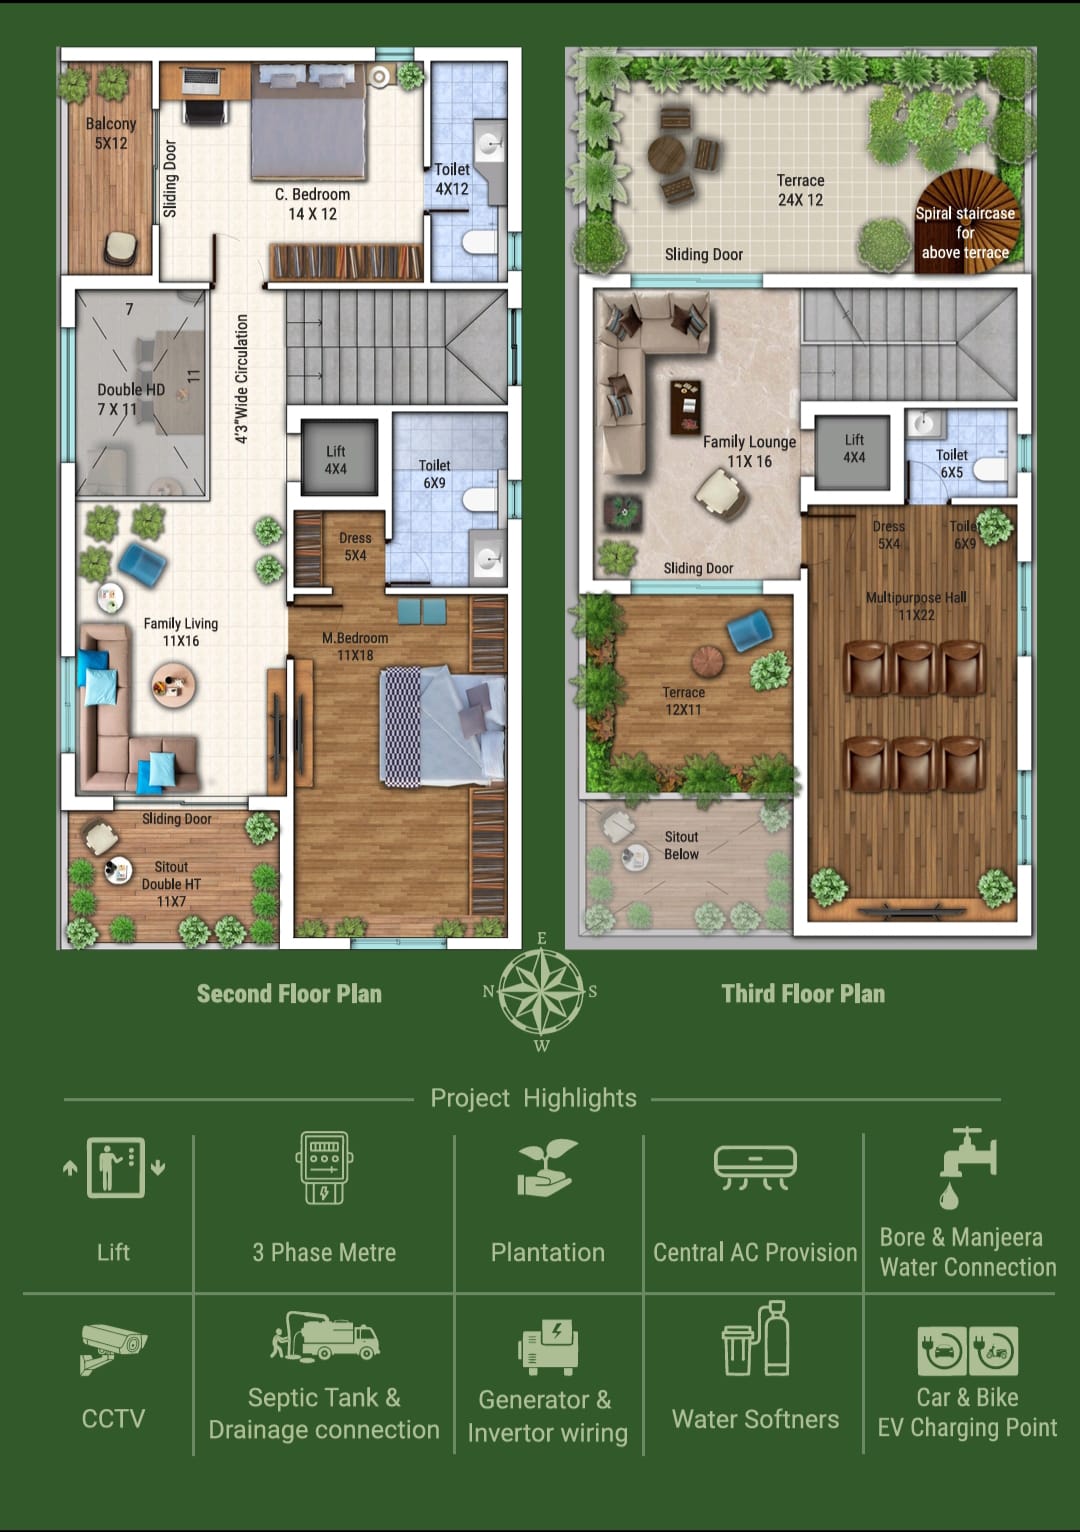 Balcony
5X12
Sliding Door
C. Bedroom
14 X 12
Toilet
4X12
7
11
Double HD
7 X 11
4'3"Wide Circulation
Lift
4X4
Toilet
6X9
Dress
5X4
Family Living
11X16
M.Bedroom
11X18
Sliding Door
Sitout
Double HT
11X7
Terrace
24X 12
Spiral staircase
for
above terrace
Sliding Door
Family Lounge
11X 16
Lift
4X4
Toilet
6X5
Sliding Door
Dress
5X4
Toilet
6X9
Multipurpose Hall
11X22
Terrace
12X11
Sitout
Below
Second Floor Plan
E
N
S
W
Third Floor Plan
Project Highlights
Lift
3 Phase Metre
Plantation
Central AC Provision
Bore & Manjeera
Water Connection
CCTV
Septic Tank &
Drainage connection
Generator &
Invertor wiring
Water Softners
Car & Bike
EV Charging Point